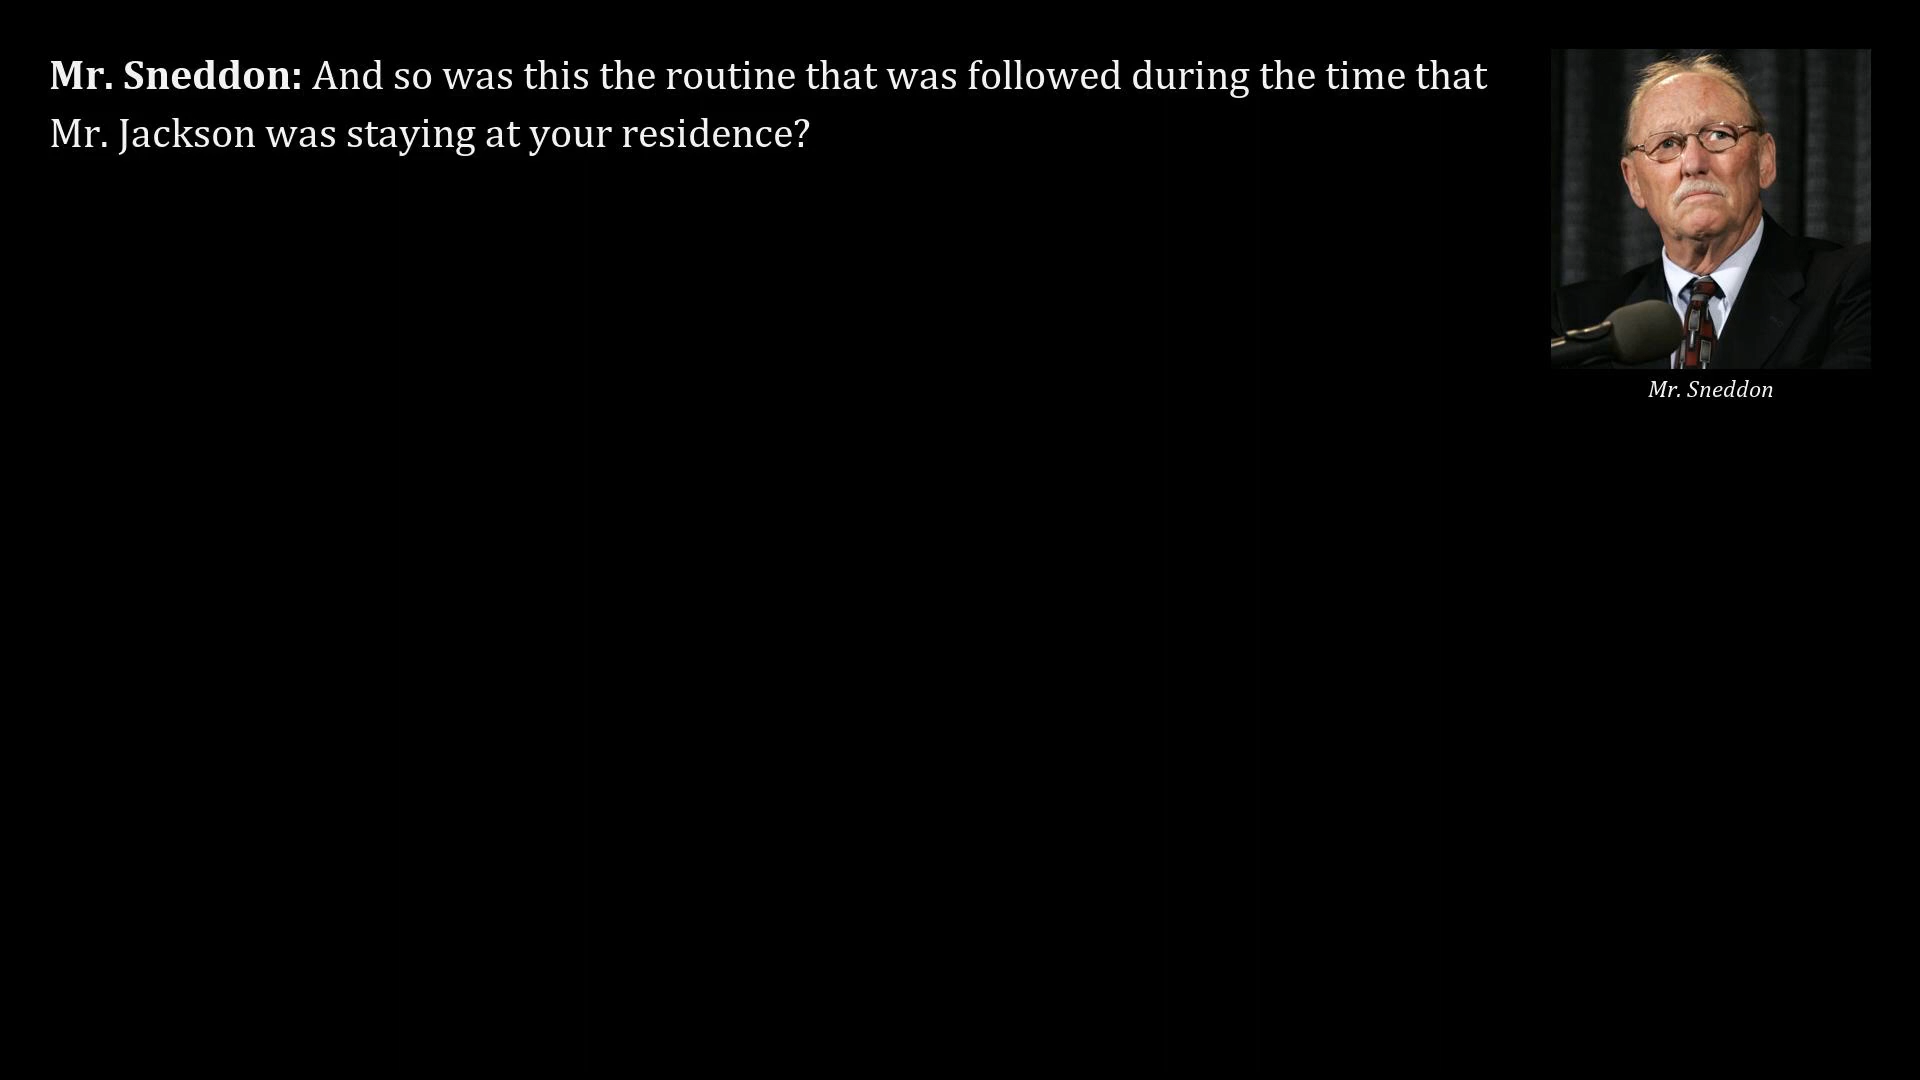 Mr. Sneddon: And so was this the routine that was followed during the time that
Mr. Jackson was staying at your residence?
Mr. Sneddon